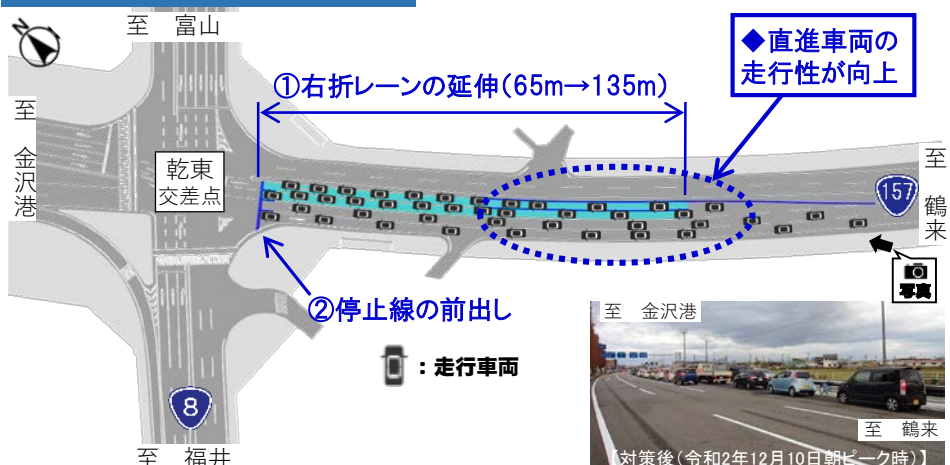 N
至　富山
◆直進車両の
走行性が向上
①右折レーンの延伸（65m→135m）
至
金
沢
港
乾東
交差点
至
鶴
来
157
写真
②停止線の前出し
：走行車両
8
至　福井
至　金沢港
至　鶴来
【対策後（令和2年12月10日朝ピーク時）】